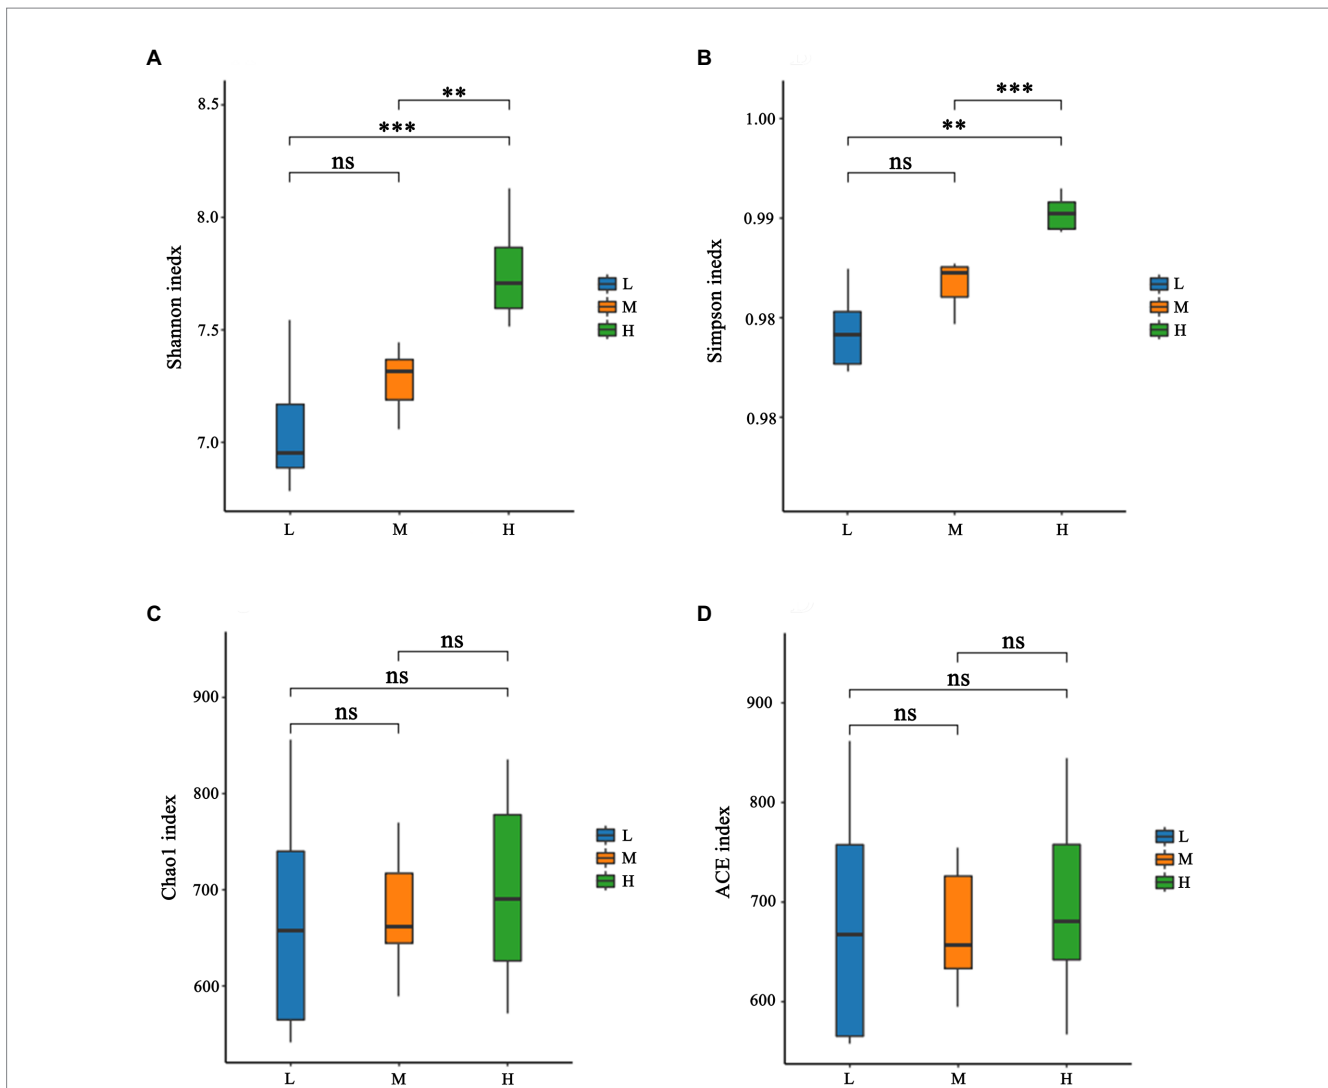 A
8.5
**
***
ns
8.0
7.5
7.0
Shannon inedx
L
M
H
L
M
H
B
1.00
***
**
ns
0.99
0.98
0.98
Simpson inedx
L
M
H
L
M
H
C
ns
ns
ns
900
800
700
600
Chao1 index
L
M
H
L
M
H
D
ns
ns
ns
900
800
700
600
ACE index
L
M
H
L
M
H